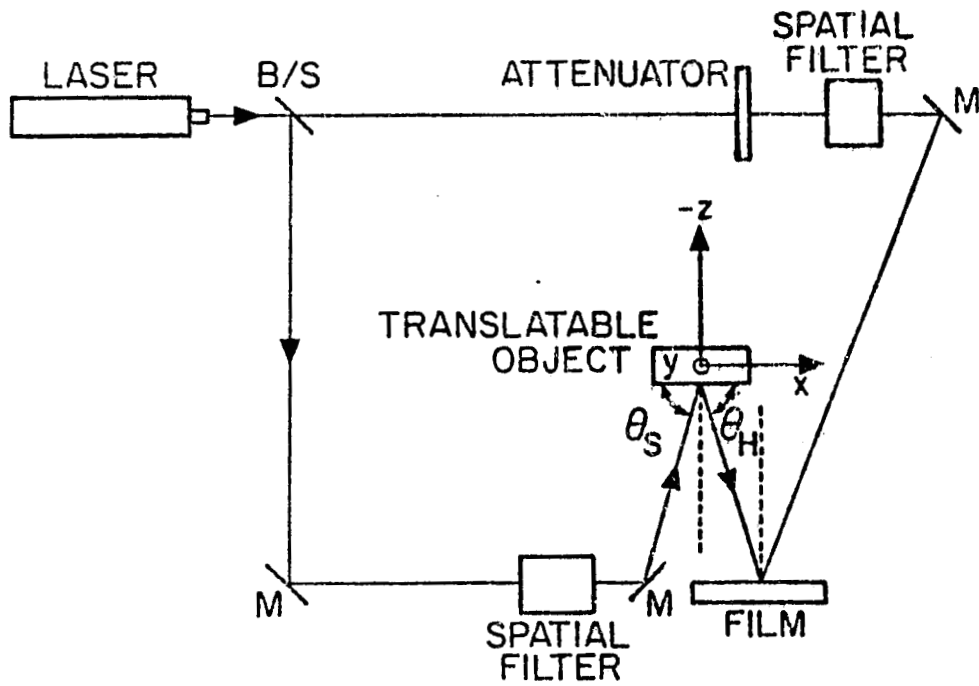 LASER
B/S
ATTENUATOR
SPATIAL
FILTER
M
-z
TRANSLATABLE
OBJECT
y
x
θS
θH
M
SPATIAL
FILTER
M
FILM